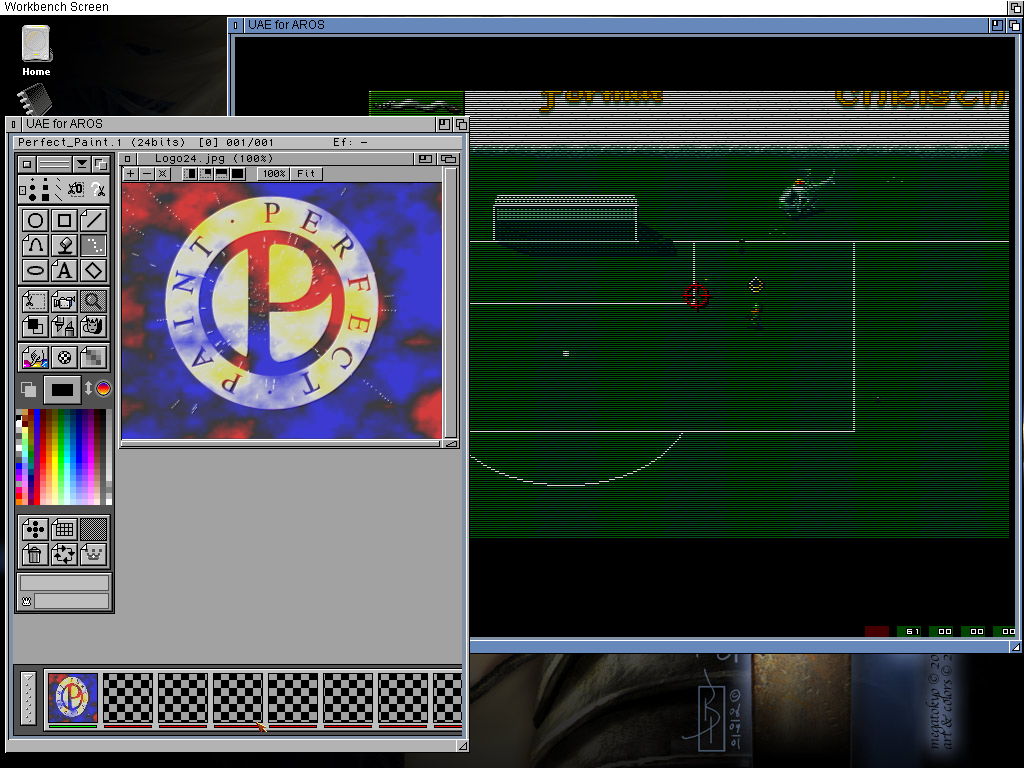 Workbench Screen
UAE for AROS
Home
UAE for AROS
Perfect_Paint.1 (24bits) [0] 001/001 Ef: -
Logo24.jpg (100%)
100% Fit
PERFECT · PAINT ·
A
61 00 00 00
megatokyo © 20
art & colors © 2